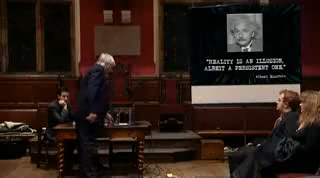 "REALITY IS AN ILLUSION,
ALBEIT A PERSISTENT ONE."
Albert Einstein